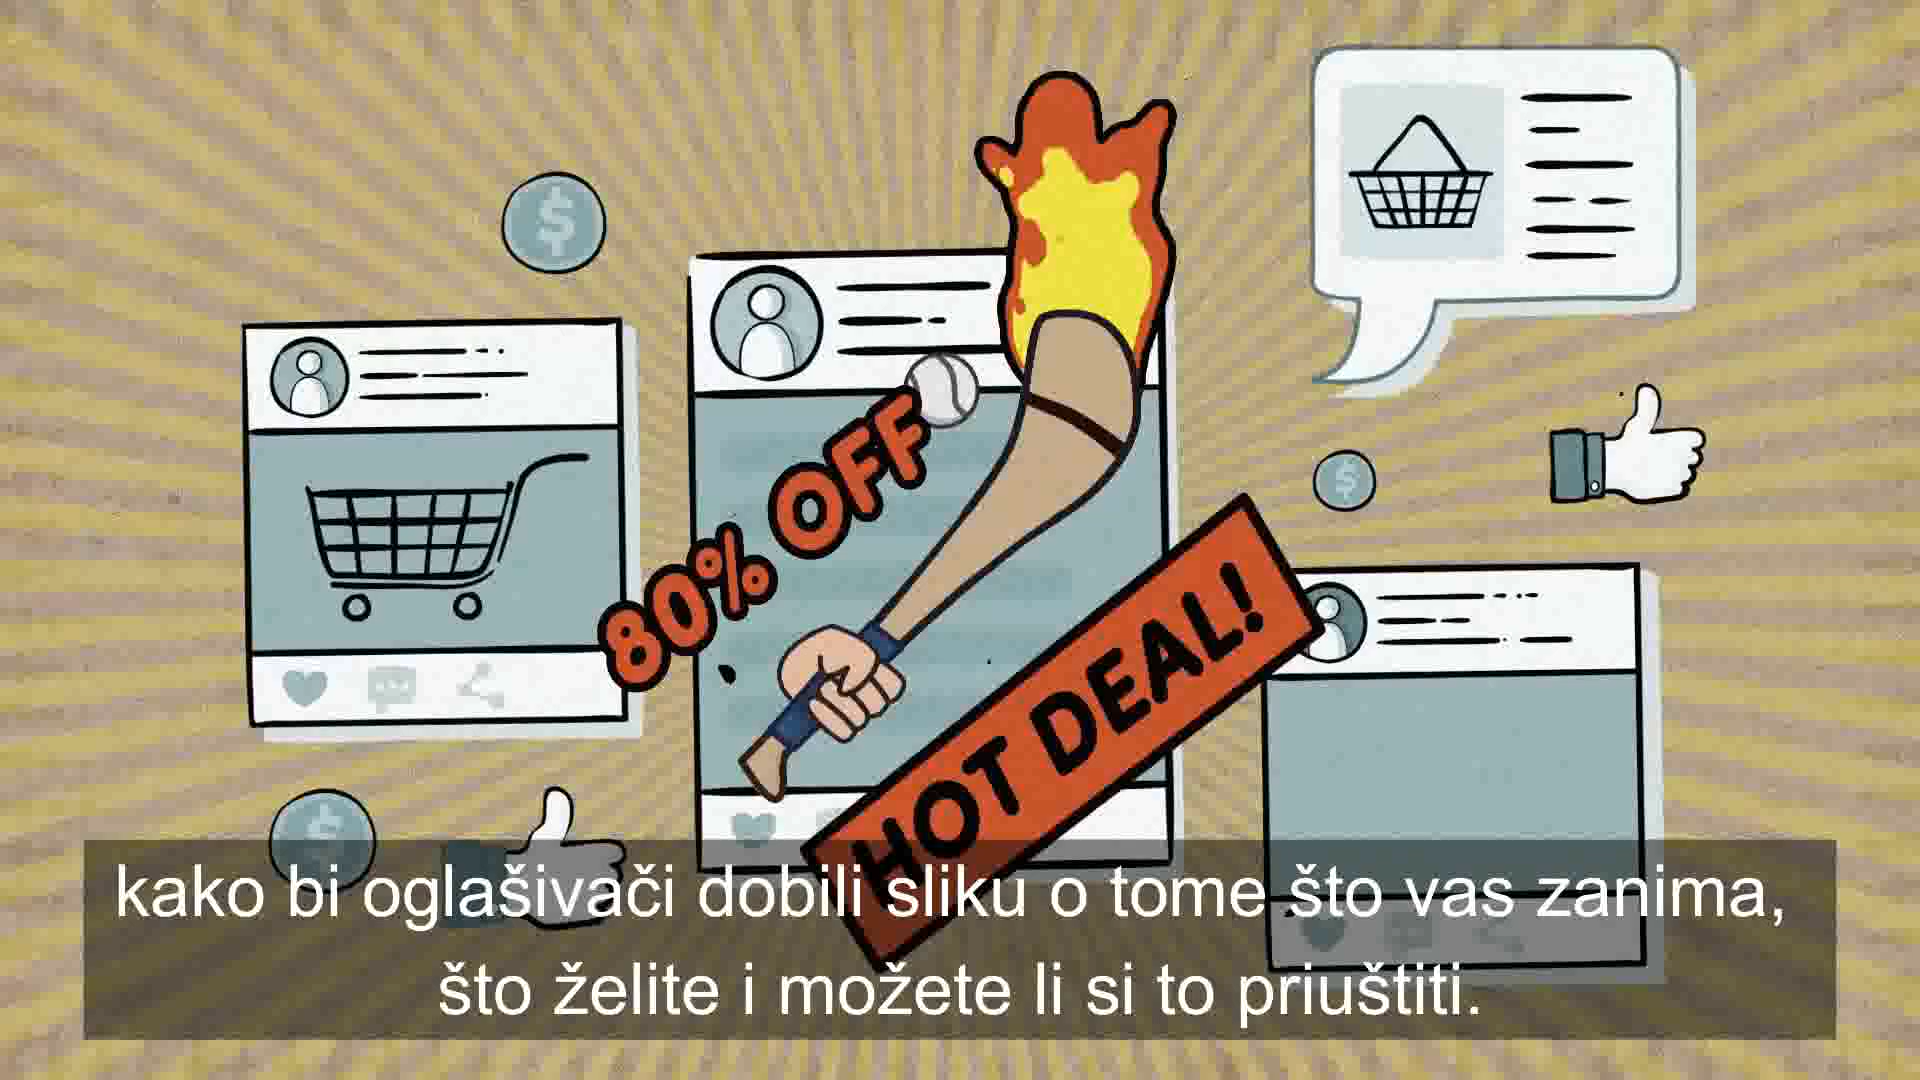 $
80% OFF
$
HOT DEAL!
$
kako bi oglašivači dobili sliku o tome što vas zanima,
što želite i možete li si to priuštiti.